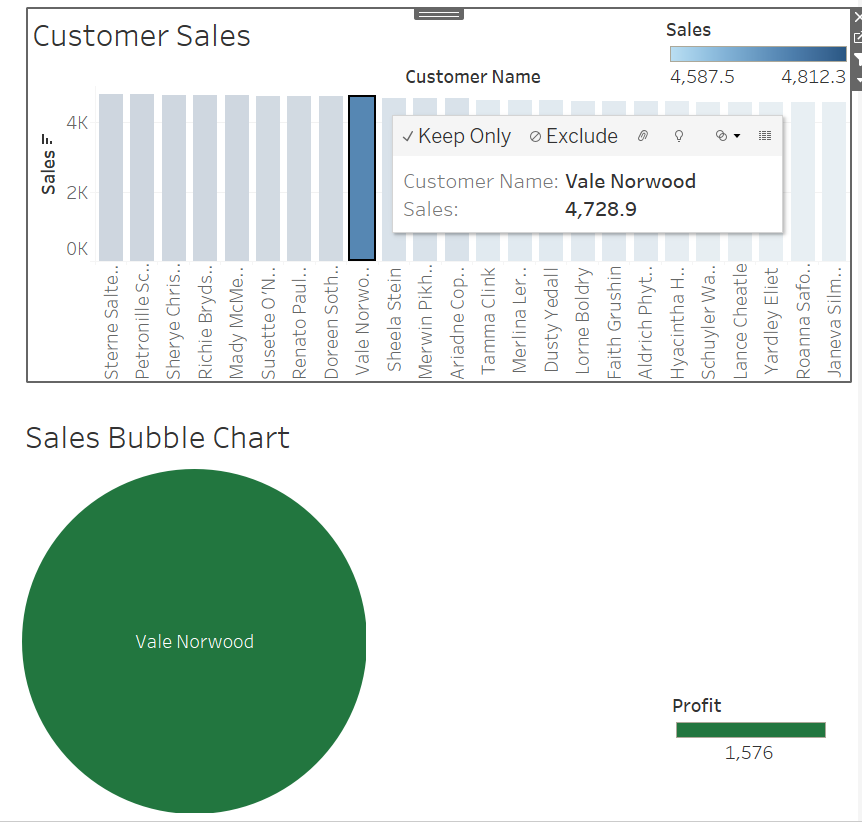 Customer Sales
Sales
4,587.5 4,812.3
Customer Name
Sales
4K
2K
0K
Keep Only Exclude
Customer Name: Vale Norwood
Sales: 4,728.9
Sterne Salte..
Petronille Sc..
Sherye Chris..
Richie Bryds..
Mady McMe..
Susette O'N..
Renato Paul..
Doreen Soth..
Vale Norwo..
Sheela Stein
Merwin Pikh..
Ariadne Cop..
Tamma Clink
Merlina Ler..
Dusty Yedall
Lorne Boldry
Faith Grushin
Aldrich Phyt..
Hyacintha H..
Schuyler Wa..
Lance Cheatle
Yardley Eliet
Roanna Safo..
Janeva Silm..
Sales Bubble Chart
Vale Norwood
Profit
1,576